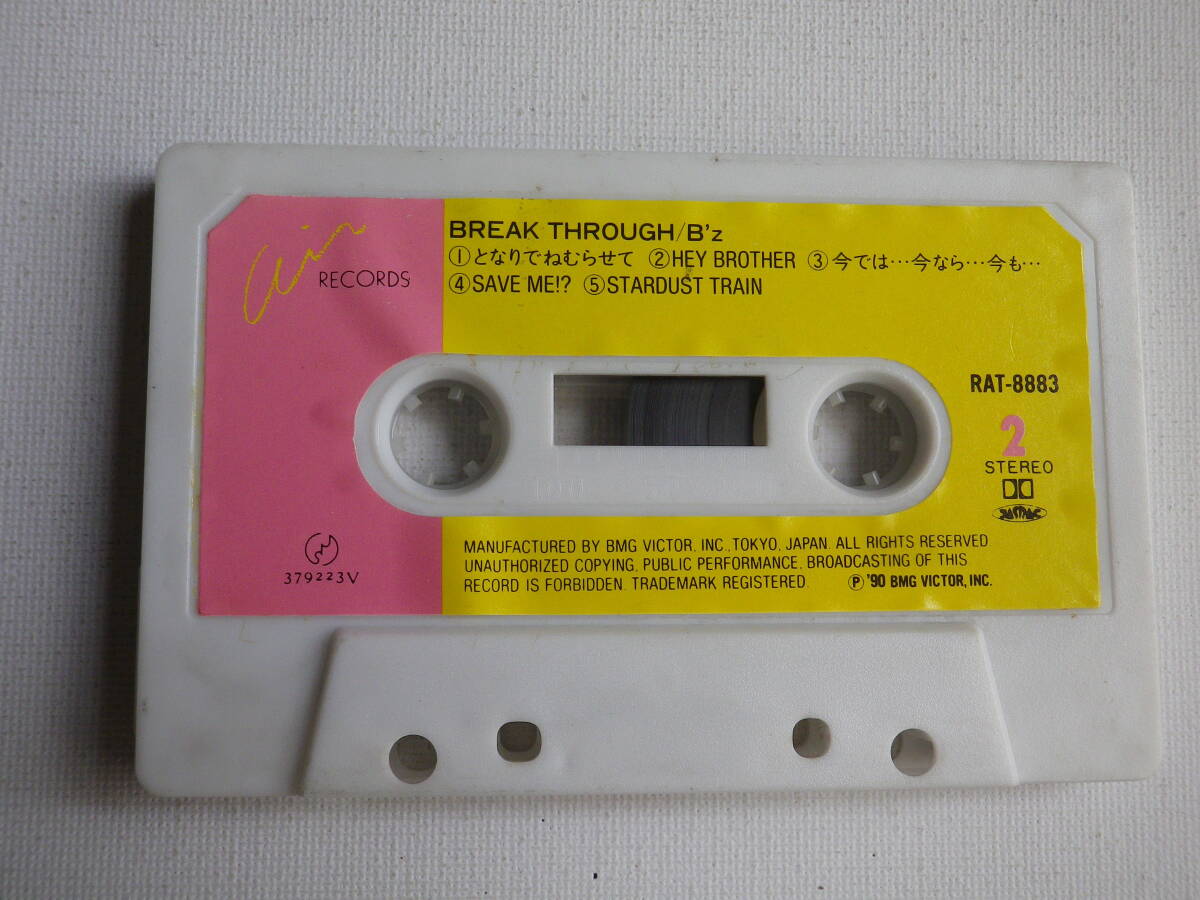 Air
RECORDS
BREAK THROUGH/B'z
①となりでねむらせて ②HEY BROTHER ③今では…今なら…今も…
④SAVE ME!? ⑤STARDUST TRAIN
RAT-8883
2
STEREO
379223V
MANUFACTURED BY BMG VICTOR, INC., TOKYO, JAPAN. ALL RIGHTS RESERVED
UNAUTHORIZED COPYING, PUBLIC PERFORMANCE, BROADCASTING OF THIS
RECORD IS FORBIDDEN. TRADEMARK REGISTERED. Ⓟ '90 BMG VICTOR, INC.